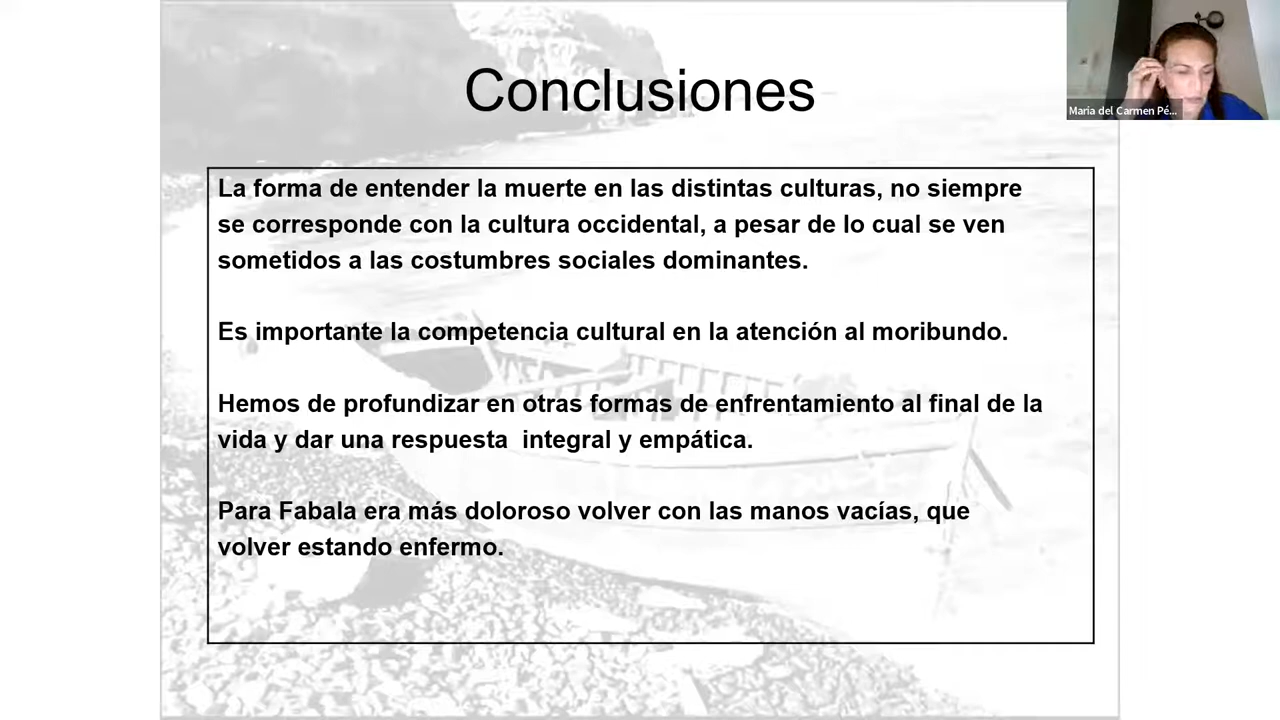 Conclusiones
Maria del Carmen Pé...
La forma de entender la muerte en las distintas culturas, no siempre
se corresponde con la cultura occidental, a pesar de lo cual se ven
sometidos a las costumbres sociales dominantes.
Es importante la competencia cultural en la atención al moribundo.
Hemos de profundizar en otras formas de enfrentamiento al final de la
vida y dar una respuesta  integral y empática.
Para Fabala era más doloroso volver con las manos vacías, que
volver estando enfermo.